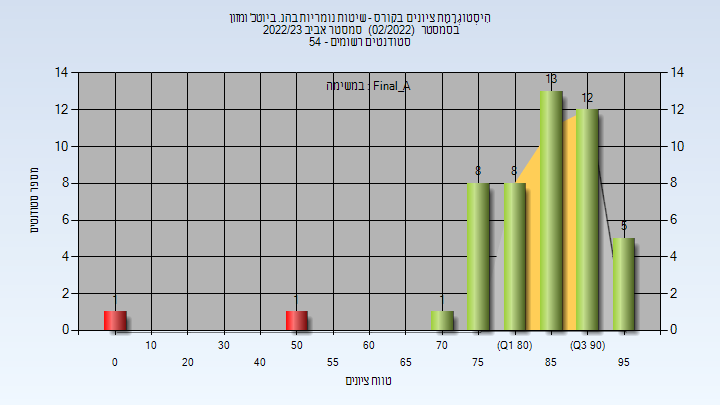 היסטוגרמת ציונים בקורס - שיטות נומריות בהנ. ביוטכ' ומזון
בסמסטר (02/2022) סמסטר אביב 2022/23
סטודנטים רשומים - 54
במשימה : Final_A
מספר סטודנטים
14 14
12 12
10 10
8 8
6 6
4 4
2 2
0 0
1 1 1 8 8 13 12 5
10 30 50 60 70 (Q1 80) (Q3 90)
0 20 40 55 65 75 85 95
טווח ציונים